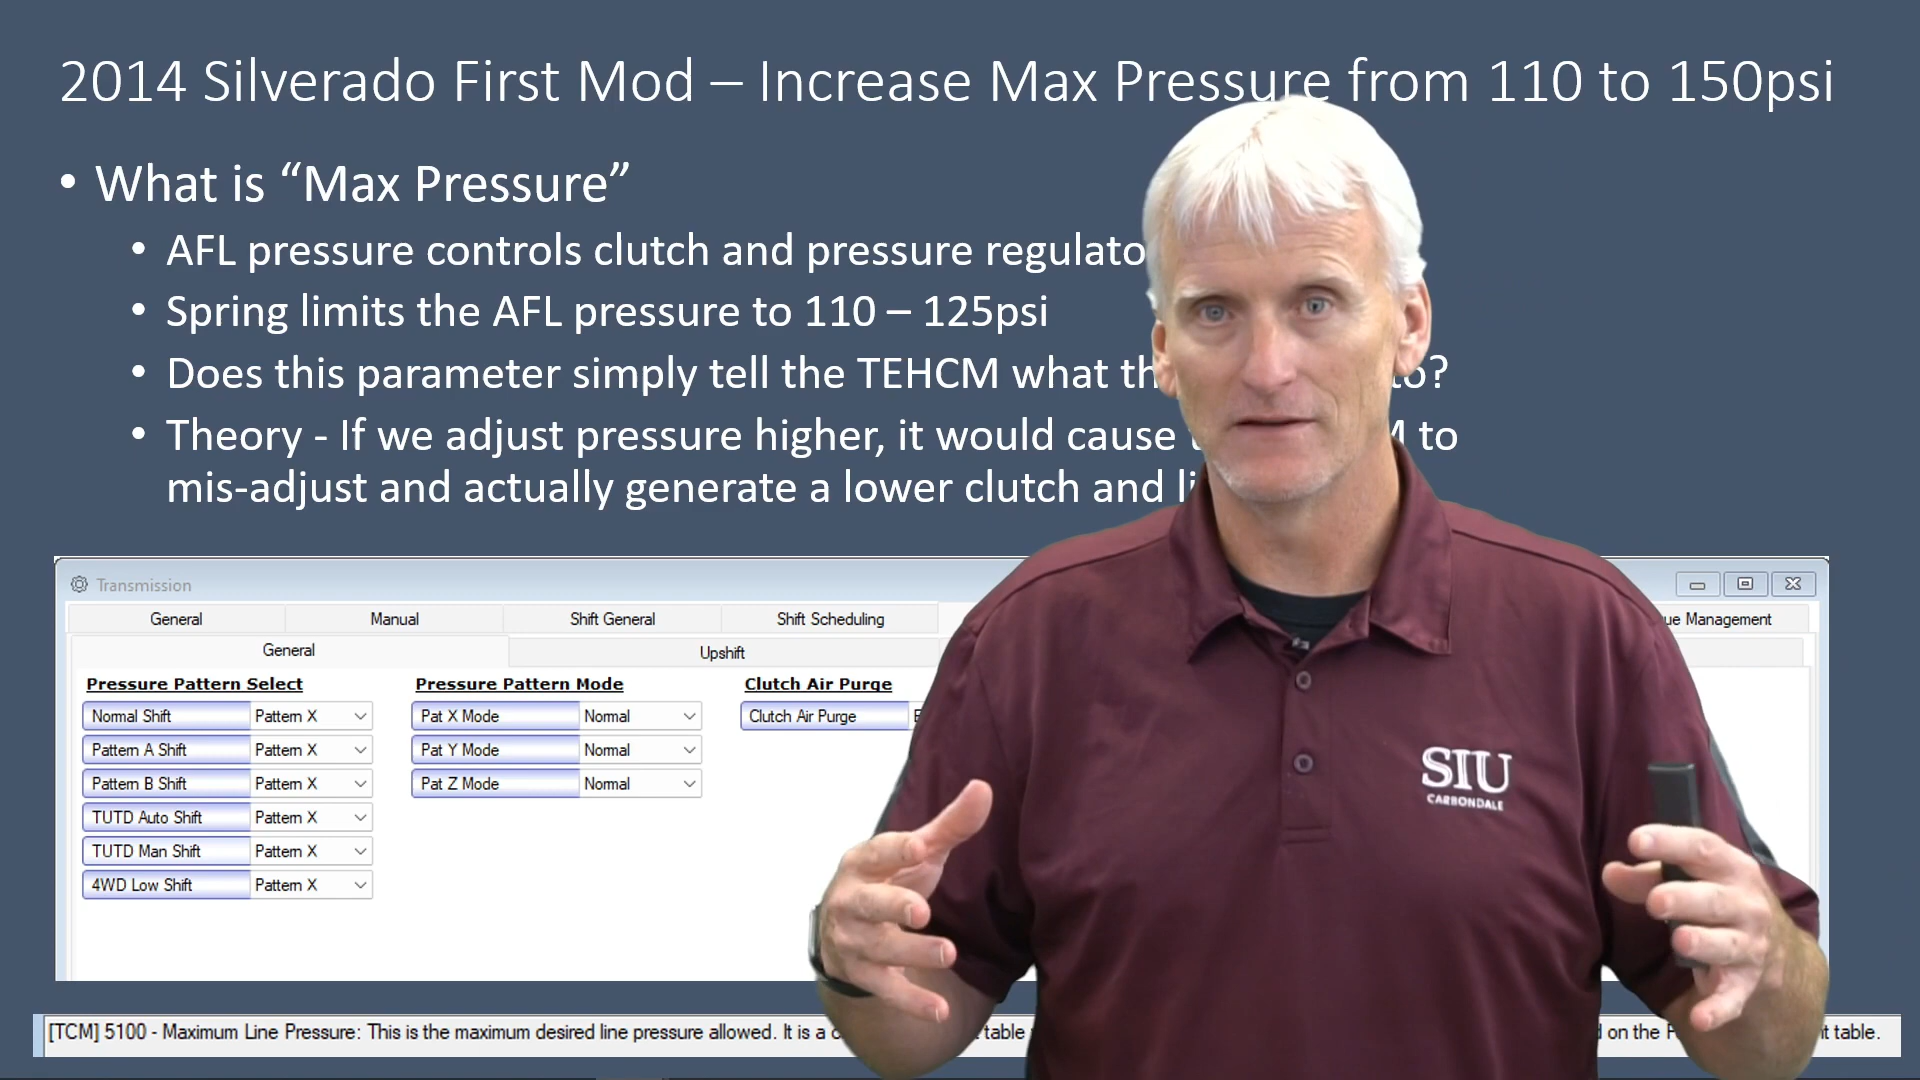 2014 Silverado First Mod – Increase Max Pressure from 110 to 150psi
• What is “Max Pressure”
• AFL pressure controls clutch and pressure regulato
• Spring limits the AFL pressure to 110 – 125psi
• Does this parameter simply tell the TEHCM what th to?
• Theory - If we adjust pressure higher, it would cause to
mis-adjust and actually generate a lower clutch and li
Transmission
General Manual Shift General Shift Scheduling ue Management
General Upshift
Pressure Pattern Select Pressure Pattern Mode Clutch Air Purge
Normal Shift Pattern X Pat X Mode Normal Clutch Air Purge
Pattern A Shift Pattern X Pat Y Mode Normal
Pattern B Shift Pattern X Pat Z Mode Normal
TUTD Auto Shift Pattern X
TUTD Man Shift Pattern X
4WD Low Shift Pattern X
SIU
CARBONDALE
[TCM] 5100 - Maximum Line Pressure: This is the maximum desired line pressure allowed. It is a table on the table.